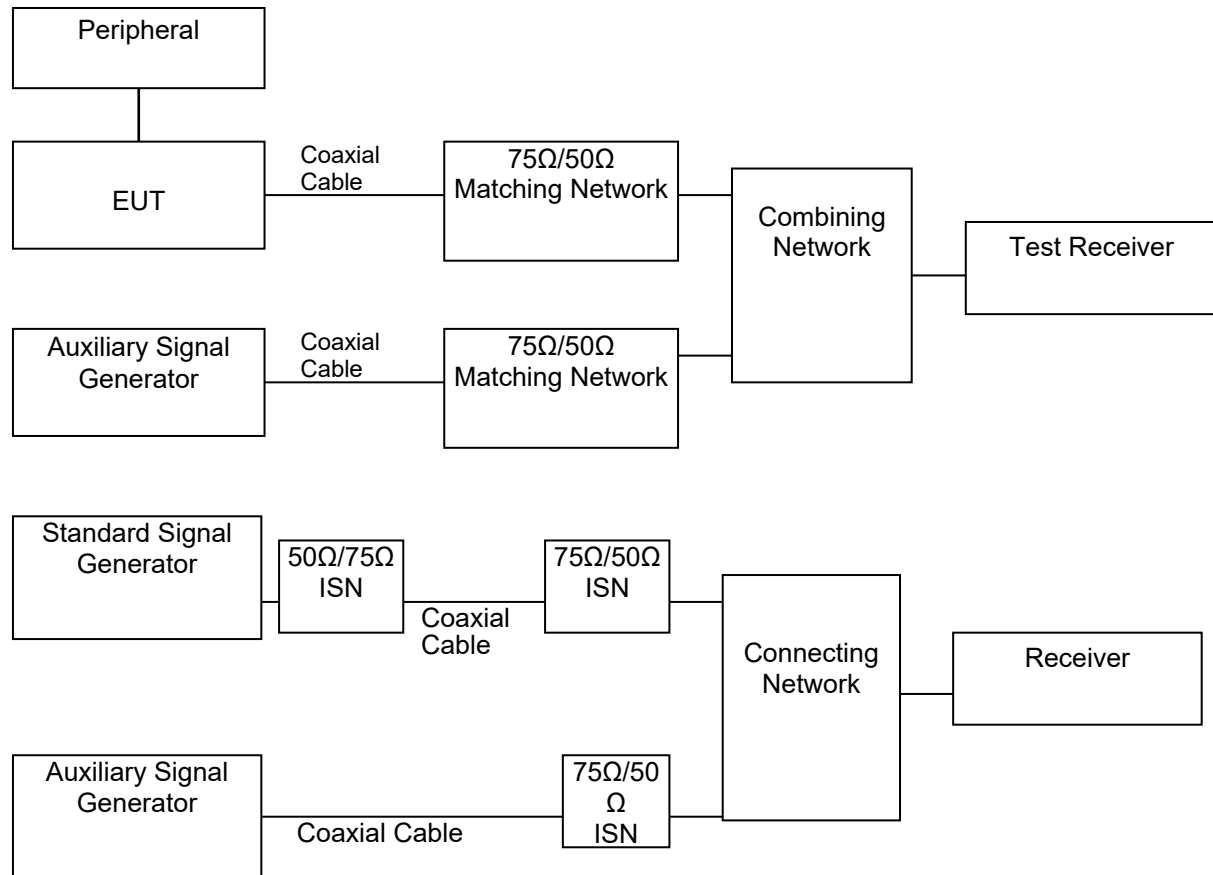 Peripheral
EUT
Coaxial
Cable
75Ω/50Ω
Matching Network
Combining
Network
Test Receiver
Auxiliary Signal
Generator
Coaxial
Cable
75Ω/50Ω
Matching Network
Standard Signal
Generator
50Ω/75Ω
ISN
Coaxial
Cable
75Ω/50Ω
ISN
Connecting
Network
Receiver
Auxiliary Signal
Generator
Coaxial Cable
75Ω/50
Ω
ISN